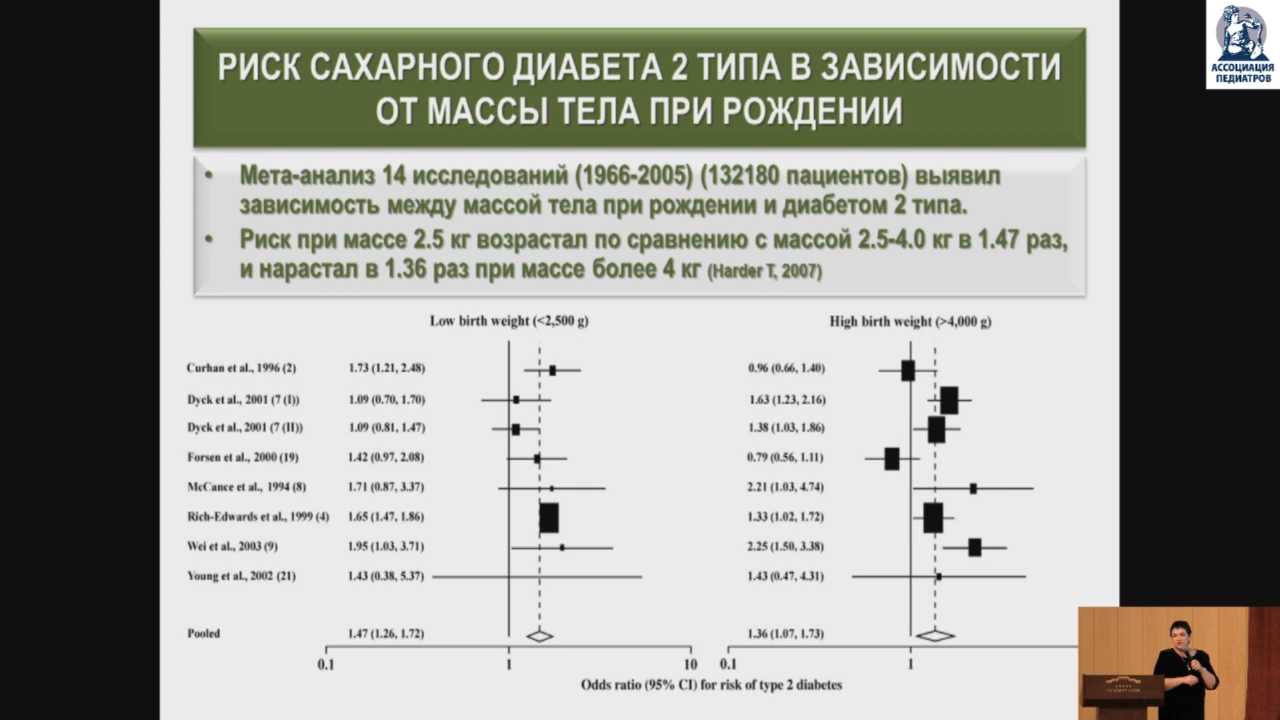 АССОЦИАЦИЯ
ПЕДИАТРОВ
РИСК САХАРНОГО ДИАБЕТА 2 ТИПА В ЗАВИСИМОСТИ
ОТ МАССЫ ТЕЛА ПРИ РОЖДЕНИИ
• Мета-анализ 14 исследований (1966-2005) (132180 пациентов) выявил
зависимость между массой тела при рождении и диабетом 2 типа.
• Риск при массе 2.5 кг возрастал по сравнению с массой 2.5-4.0 кг в 1.47 раз,
и нарастал в 1.36 раз при массе более 4 кг (Harder T, 2007)
Low birth weight (<2,500 g) High birth weight (>4,000 g)
Curhan et al., 1996 (2) 1.73 (1.21, 2.48) 0.96 (0.66, 1.40)
Dyck et al., 2001 (7 (I)) 1.09 (0.70, 1.70) 1.63 (1.23, 2.16)
Dyck et al., 2001 (7 (II)) 1.09 (0.81, 1.47) 1.38 (1.03, 1.86)
Forsen et al., 2000 (19) 1.42 (0.97, 2.08) 0.79 (0.56, 1.11)
McCance et al., 1994 (8) 1.71 (0.87, 3.37) 2.21 (1.03, 4.74)
Rich-Edwards et al., 1999 (4) 1.65 (1.47, 1.86) 1.33 (1.02, 1.72)
Wei et al., 2003 (9) 1.95 (1.03, 3.71) 2.25 (1.50, 3.38)
Young et al., 2002 (21) 1.43 (0.38, 5.37) 1.43 (0.47, 4.31)
Pooled 1.47 (1.26, 1.72) 1.36 (1.07, 1.73)
0.1 1 10 0.1 1
Odds ratio (95% CI) for risk of type 2 diabetes